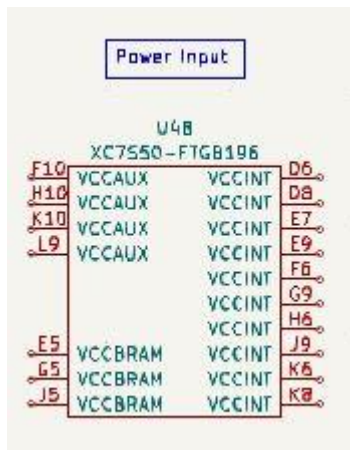 Power Input
U4B
XC7S50-FTGB196
F10 VCCAUX VCCINT D6
H10 VCCAUX VCCINT D8
K10 VCCAUX VCCINT E7
L9 VCCAUX VCCINT E9
VCCINT F6
VCCINT G9
VCCINT H6
E5 VCCBRAM VCCINT J9
G5 VCCBRAM VCCINT K6
J5 VCCBRAM VCCINT K8